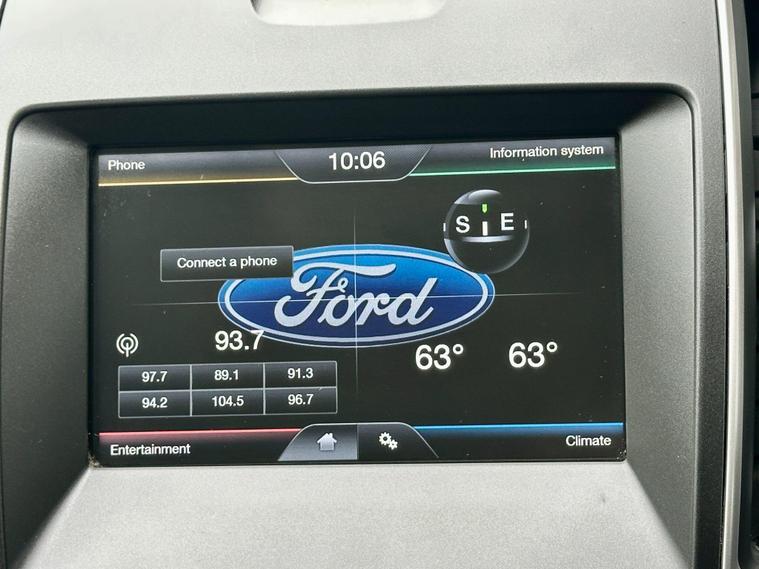 Phone
10:06
Information system
S E
Connect a phone
Ford
93.7
63° 63°
97.7 89.1 91.3
94.2 104.5 96.7
Entertainment
Climate